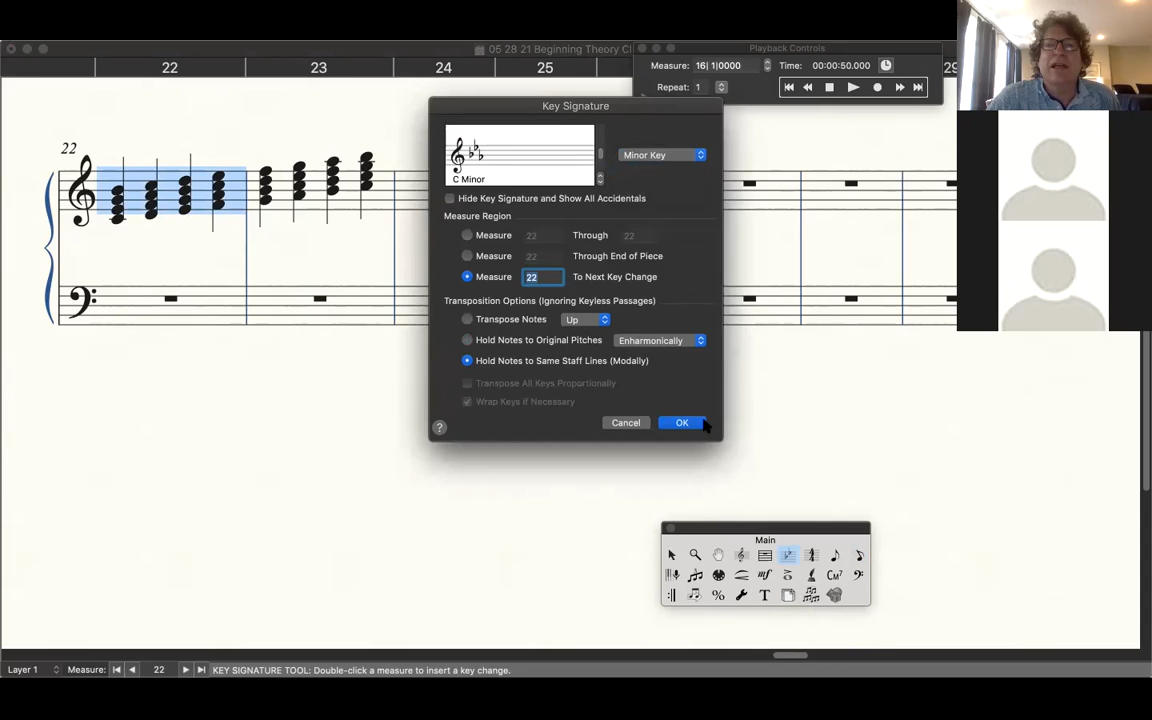 05 28 21 Beginning Theory Cl
Playback Controls
22 23 24 25 29
Measure: 16| 1|0000 Time: 00:00:50.000
Repeat: 1
22
Key Signature
C Minor
Minor Key
Hide Key Signature and Show All Accidentals
Measure Region
Measure 22 Through 22
Measure 22 Through End of Piece
Measure 22 To Next Key Change
Transposition Options (Ignoring Keyless Passages)
Transpose Notes Up
Hold Notes to Original Pitches Enharmonically
Hold Notes to Same Staff Lines (Modally)
Transpose All Keys Proportionally
Wrap Keys if Necessary
? Cancel OK
Main
mf
CM7
% T
Layer 1 Measure: 22 KEY SIGNATURE TOOL: Double-click a measure to insert a key change.